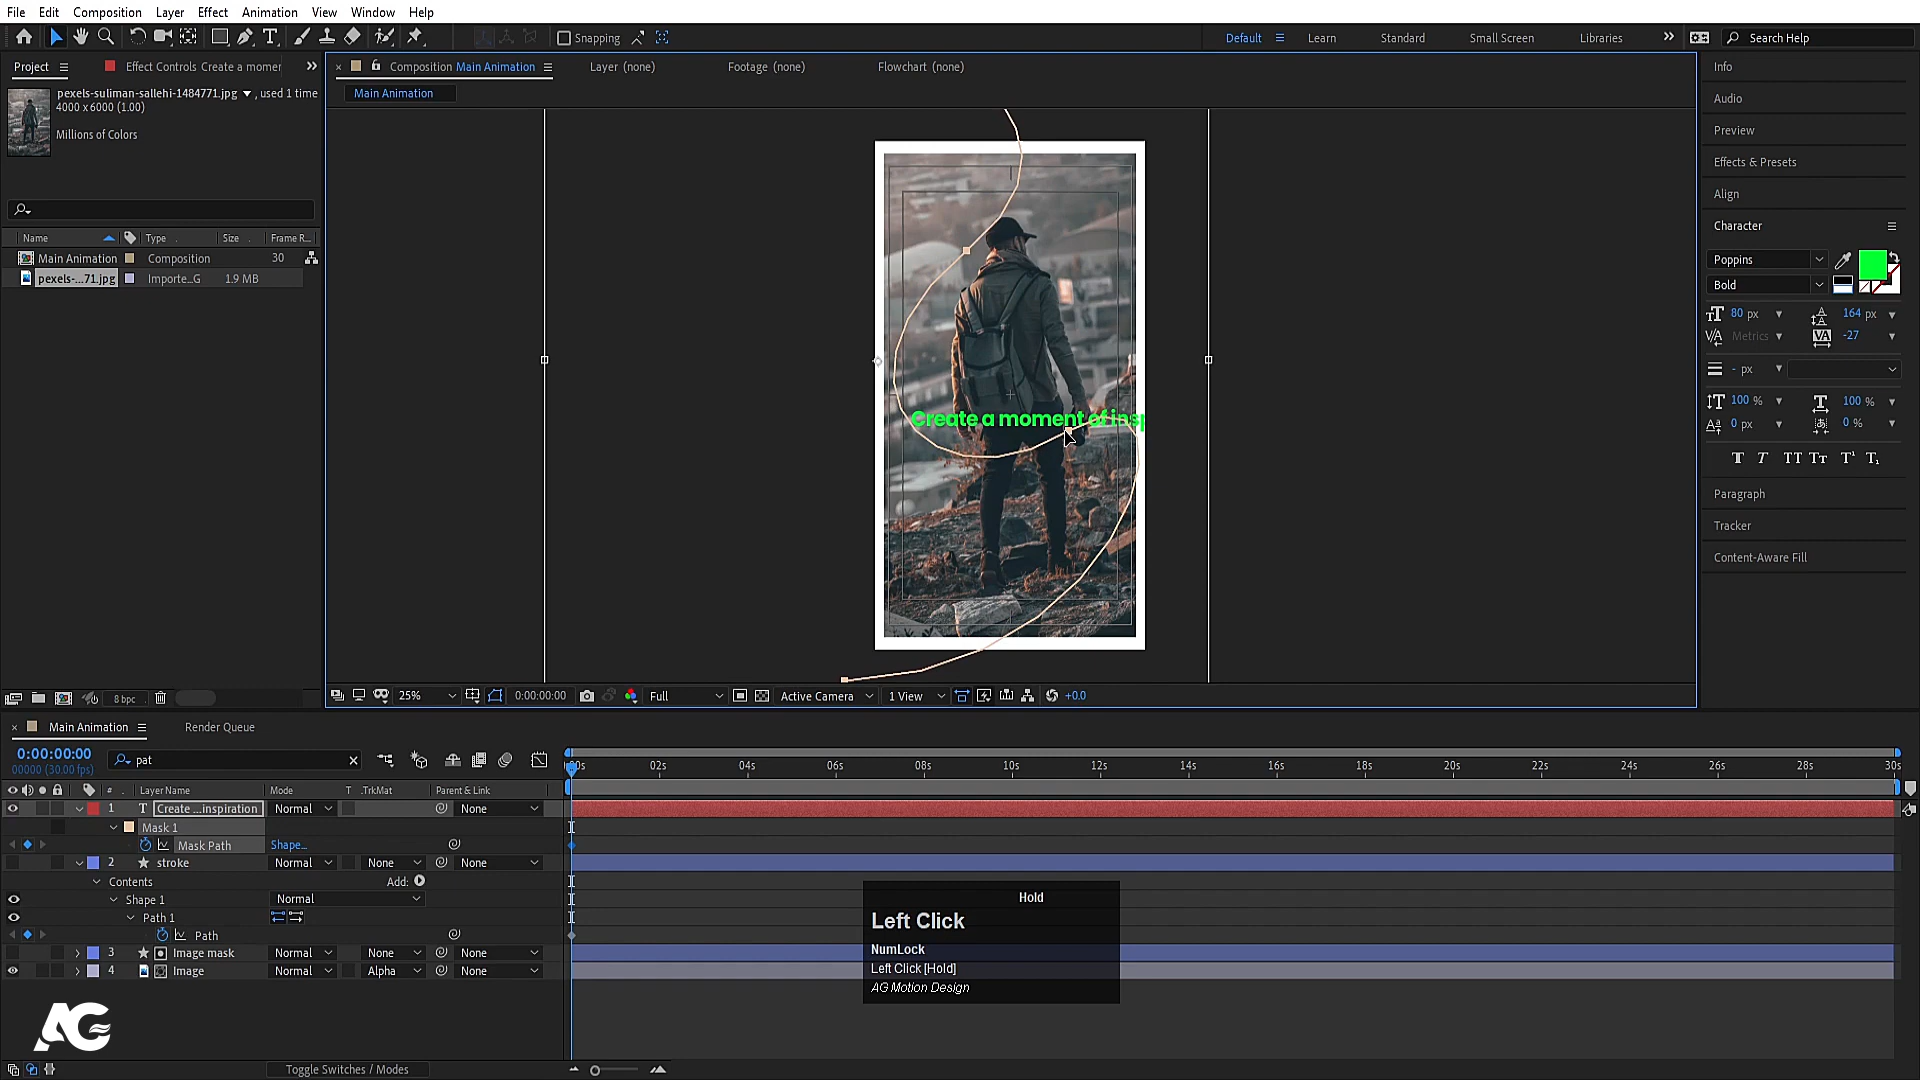 File Edit Composition Layer Effect Animation View Window Help
Snapping
Default Learn Standard Small Screen Libraries Search Help
Project Effect Controls Create a momer
pexels-suliman-sallehi-1484771.jpg , used 1 time
4000 x 6000 (1.00)
Millions of Colors
Name Type Size Frame R...
Main Animation Composition 30
pexels-...71.jpg Importe...G 1.9 MB
8 bpc
Composition Main Animation Layer (none) Footage (none) Flowchart (none)
Main Animation
Create a moment of insp
25% 0:00:00:00 Full Active Camera 1 View +0.0
Info
Audio
Preview
Effects & Presets
Align
Character
Poppins
Bold
80 px 164 px
Metrics -27
- px
100 % 100 %
0 px 0 %
Paragraph
Tracker
Content-Aware Fill
Main Animation Render Queue
0:00:00:00
00000 (30.00 fps)
pat
# Layer Name Mode T .TrkMat Parent & Link
1 T Create ...inspiration Normal None
Mask 1
Mask Path Shape...
2 stroke Normal None None
Contents Add:
Shape 1 Normal
Path 1
Path
3 Image mask Normal None None
4 Image Normal Alpha None
02s 04s 06s 08s 10s 12s 14s 16s 18s 20s 22s 24s 26s 28s 30s
Hold
Left Click
NumLock
Left Click [Hold]
AG Motion Design
AG
Toggle Switches / Modes